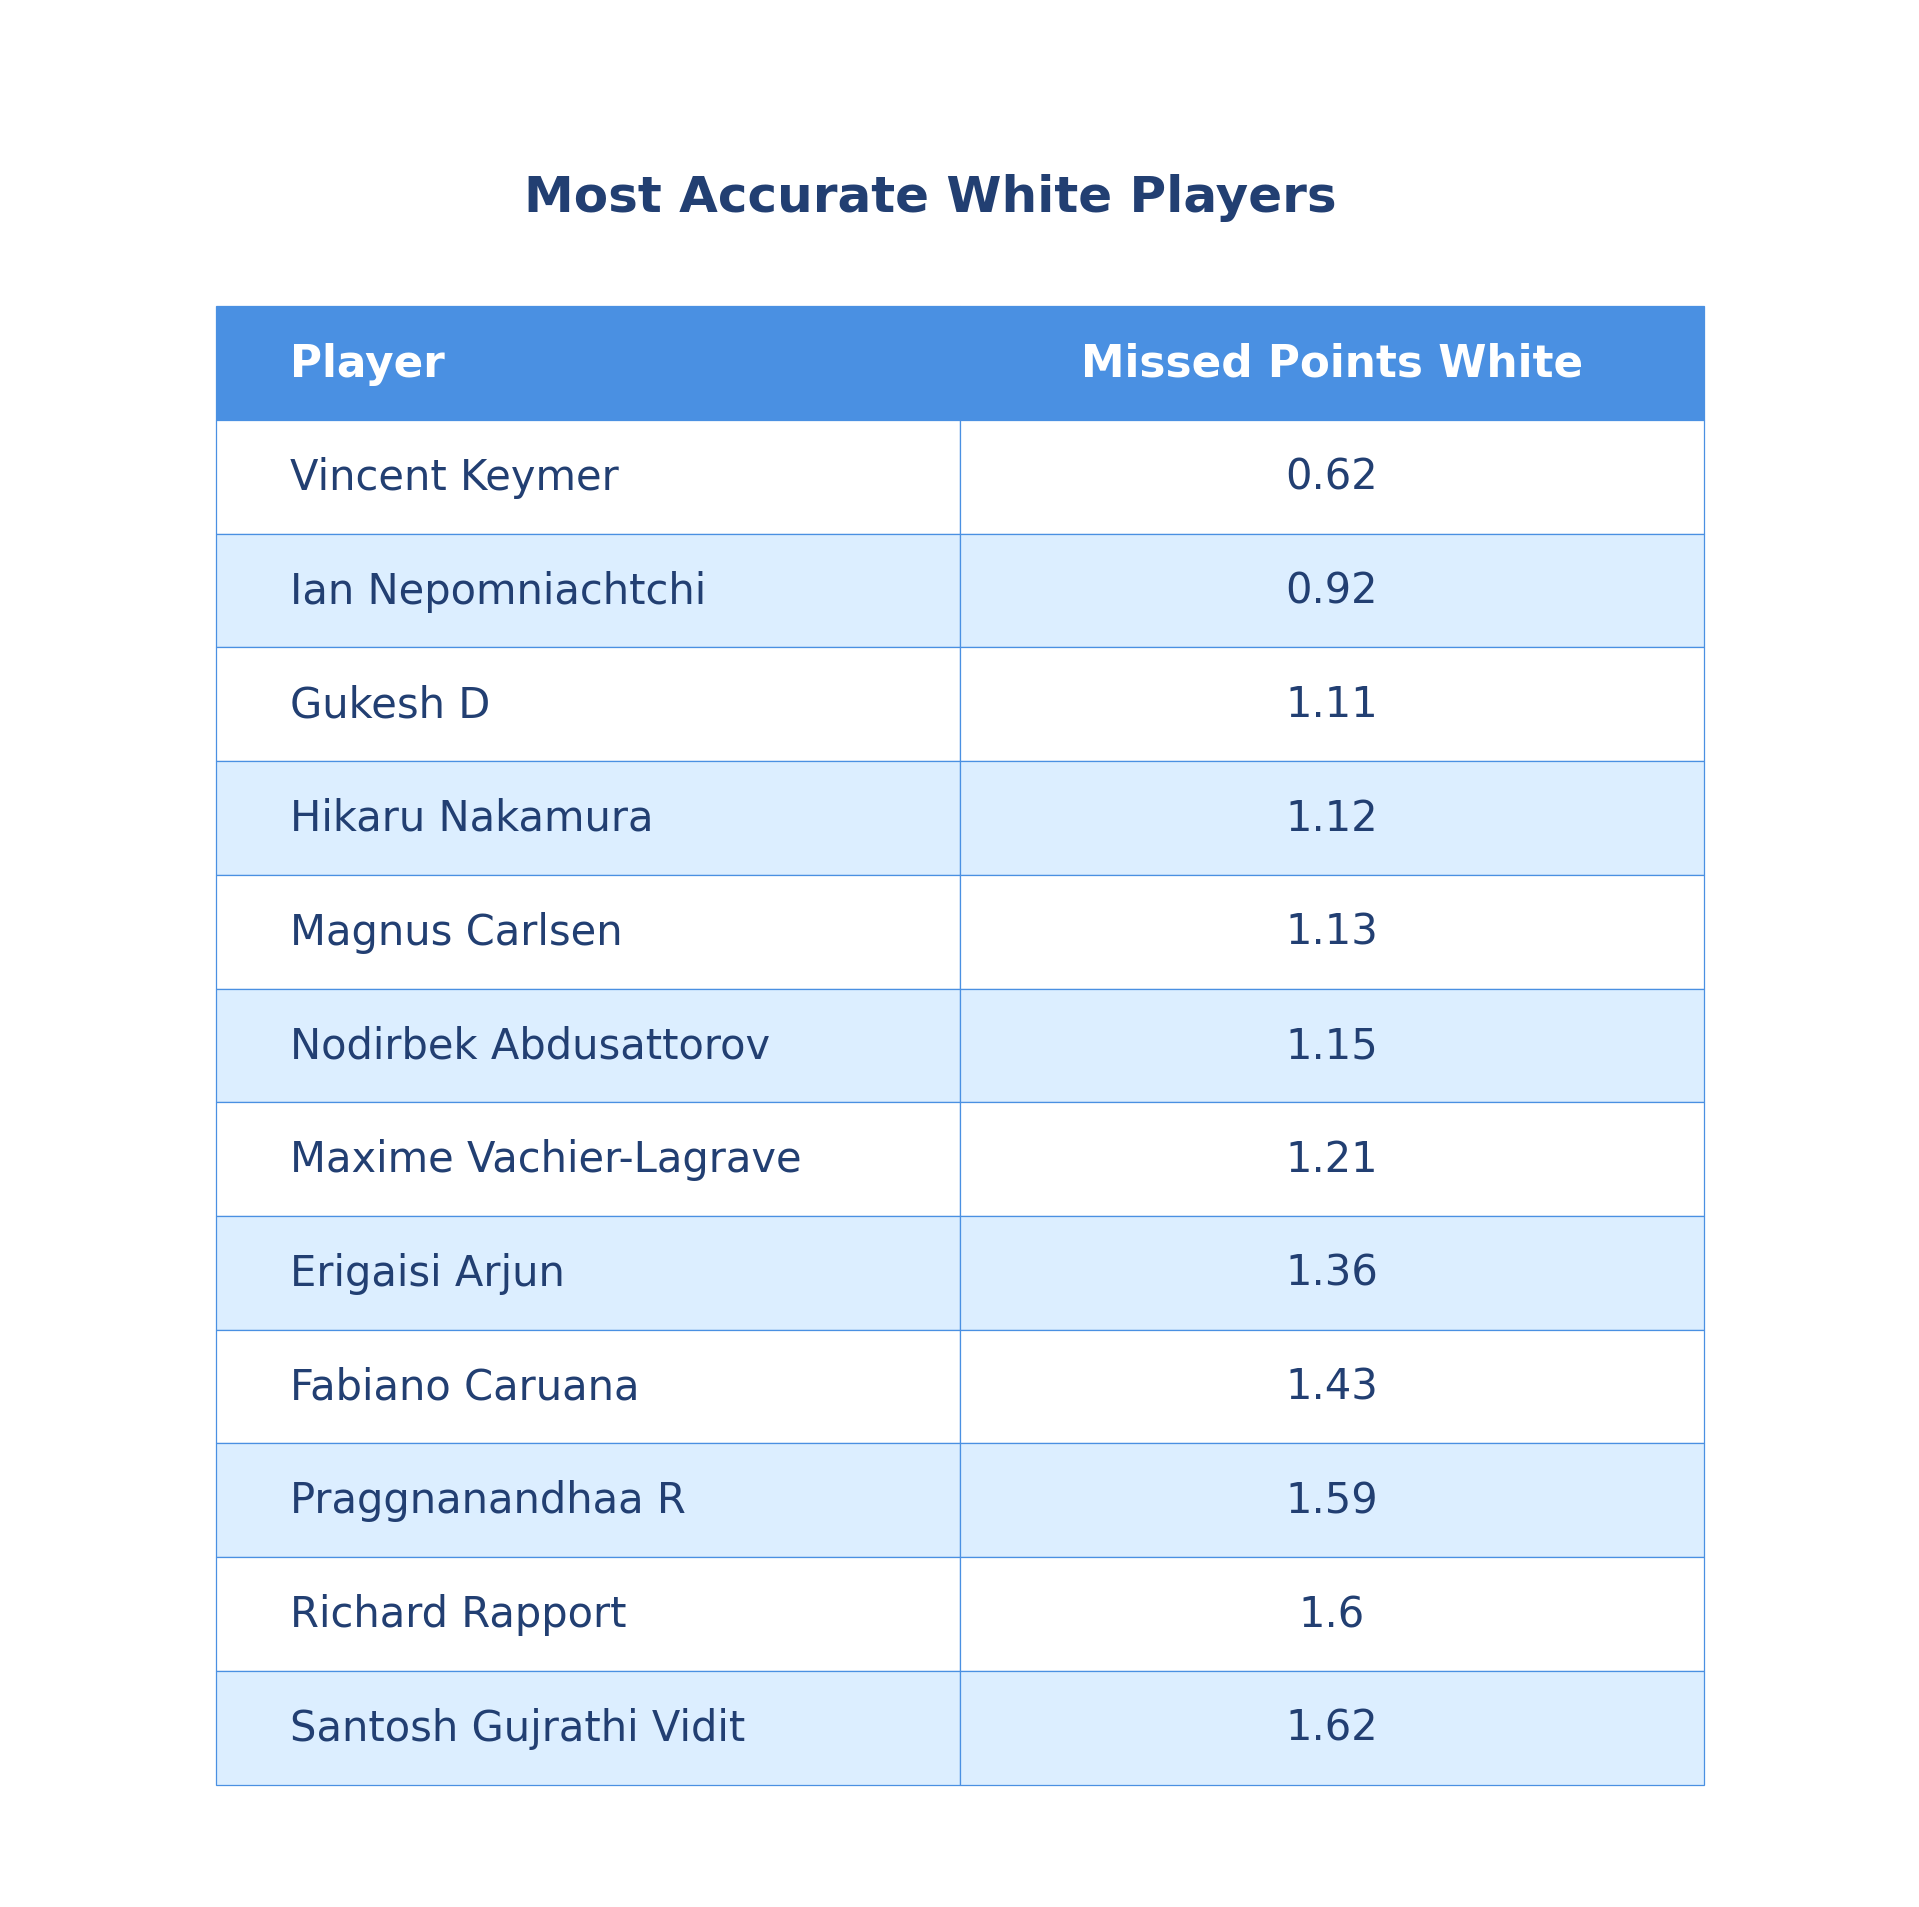 Most Accurate White Players
Player Missed Points White
Vincent Keymer 0.62
Ian Nepomniachtchi 0.92
Gukesh D 1.11
Hikaru Nakamura 1.12
Magnus Carlsen 1.13
Nodirbek Abdusattorov 1.15
Maxime Vachier-Lagrave 1.21
Erigaisi Arjun 1.36
Fabiano Caruana 1.43
Praggnanandhaa R 1.59
Richard Rapport 1.6
Santosh Gujrathi Vidit 1.62